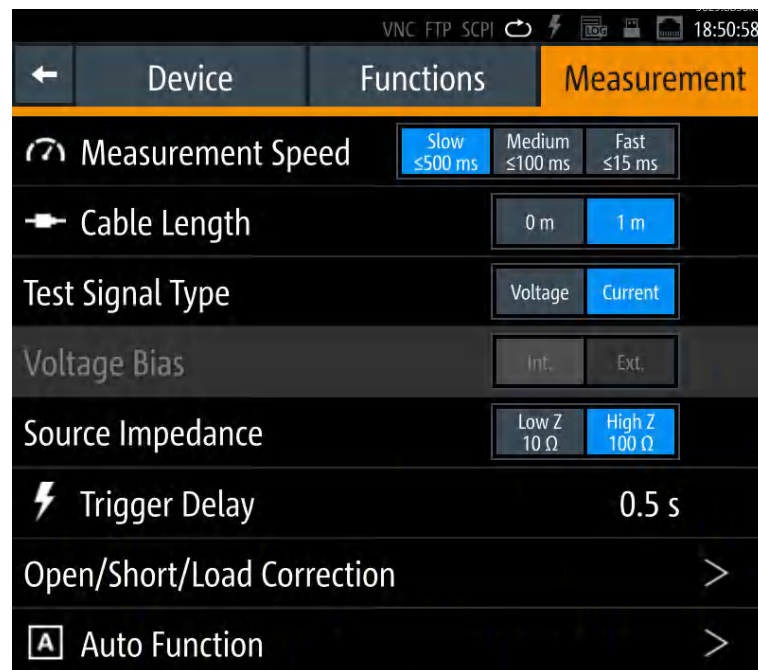 VNC FTP SCPI LOG 18:50:58
Device Functions Measurement
Measurement Speed Slow ≤500 ms Medium ≤100 ms Fast ≤15 ms
Cable Length 0 m 1 m
Test Signal Type Voltage Current
Voltage Bias Int. Ext.
Source Impedance Low Z 10 Ω High Z 100 Ω
Trigger Delay 0.5 s
Open/Short/Load Correction >
A Auto Function >